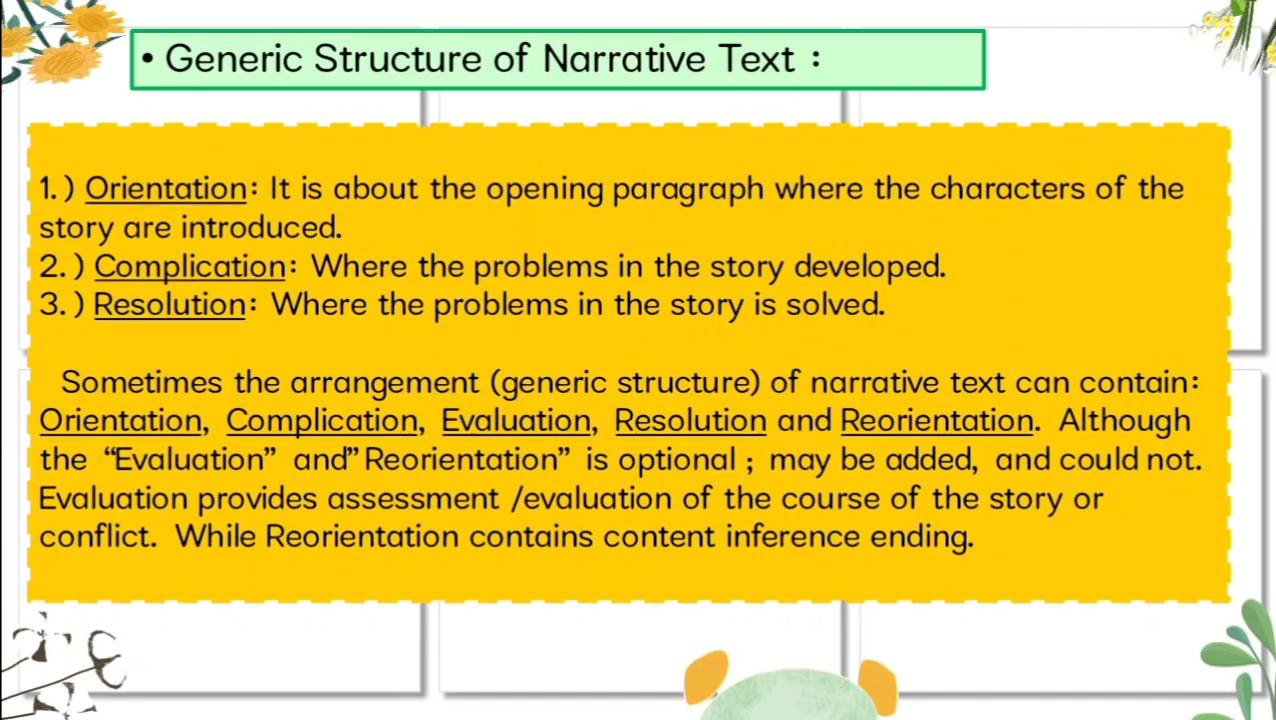 • Generic Structure of Narrative Text :
1. ) Orientation: It is about the opening paragraph where the characters of the
story are introduced.
2. ) Complication: Where the problems in the story developed.
3. ) Resolution: Where the problems in the story is solved.
Sometimes the arrangement (generic structure) of narrative text can contain:
Orientation, Complication, Evaluation, Resolution and Reorientation. Although
the “Evaluation” and” Reorientation” is optional ; may be added, and could not.
Evaluation provides assessment /evaluation of the course of the story or
conflict. While Reorientation contains content inference ending.